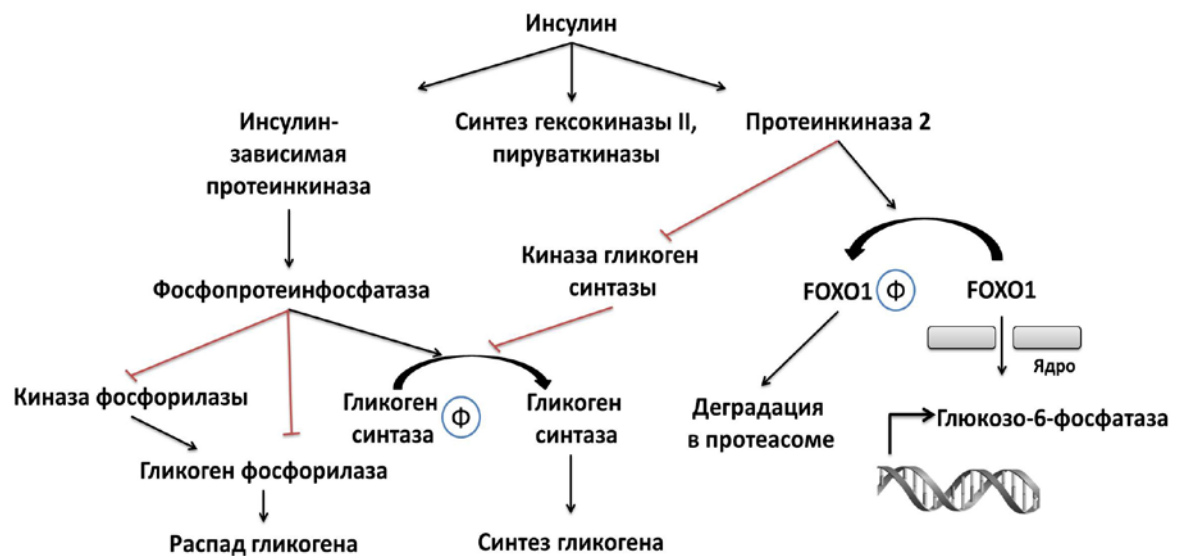 Инсулин
Инсулин-
зависимая
протеинкиназа
Синтез гексокиназы II,
пируваткиназы
Протеинкиназа 2
Киназа гликоген
синтазы
Фосфопротеинфосфатаза
FOXO1 Ф
FOXO1
Ядро
Киназа фосфорилазы
Гликоген
синтаза
Ф
Гликоген
синтаза
Деградация
в протеасоме
Глюкозо-6-фосфатаза
Гликоген фосфорилаза
Распад гликогена
Синтез гликогена